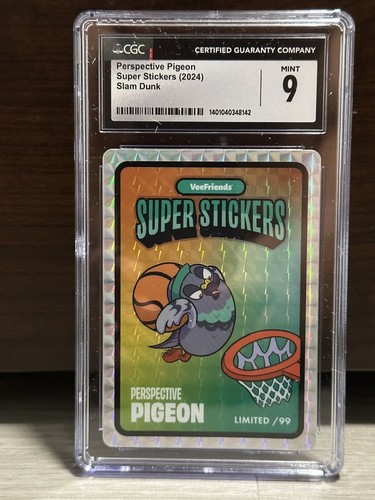 CGC
CERTIFIED GUARANTY COMPANY
Perspective Pigeon
Super Stickers (2024)
Slam Dunk
MINT
9
1401040348142
VeeFriends
SUPER STICKERS
PERSPECTIVE
PIGEON
LIMITED /99